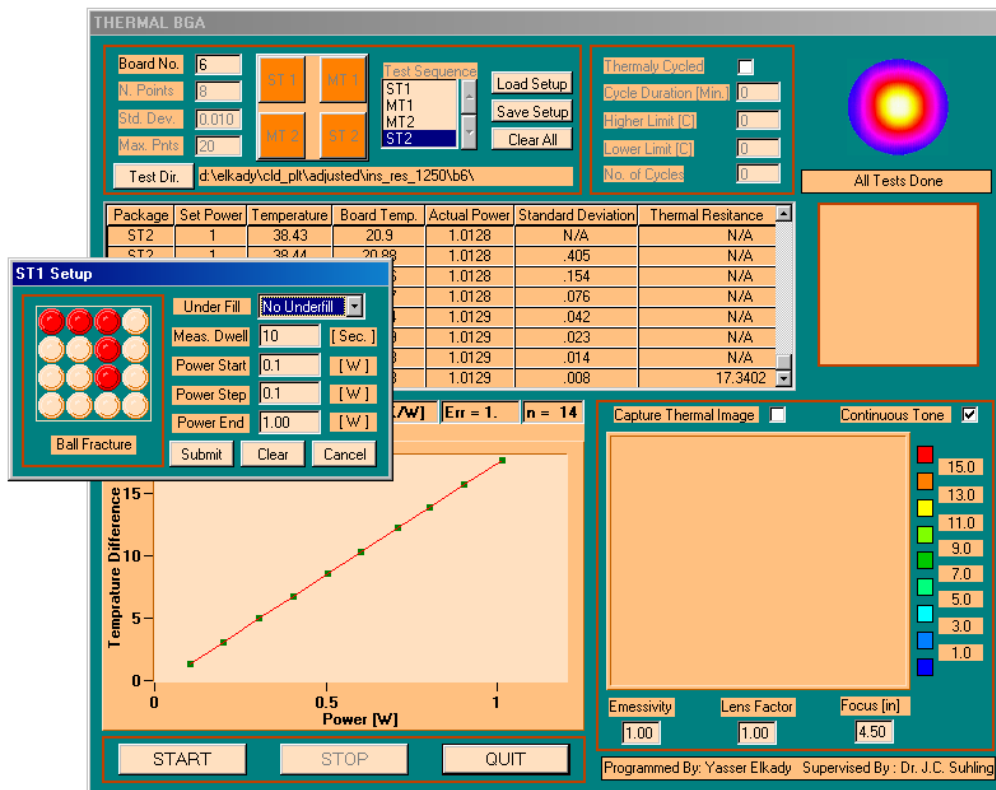 THERMAL BGA
Board No. 6
N. Points 8
Std. Dev. 0.010
Max. Pnts 20
ST 1 MT 1
MT 2 ST 2
Test Sequence
ST1
MT1
MT2
ST2
Load Setup
Save Setup
Clear All
Test Dir. d:\elkady\cld_plt\adjusted\ins_res_1250\b6\
Thermaly Cycled
Cycle Duration [Min.] 0
Higher Limit [C] 0
Lower Limit [C] 0
No. of Cycles 0
All Tests Done
Package Set Power Temperature Board Temp. Actual Power Standard Deviation Thermal Resitance
ST2 1 38.43 20.9 1.0128 N/A N/A
ST2 1 38.44 20.88 1.0128 .405 N/A
1.0128 .154 N/A
1.0128 .076 N/A
1.0129 .042 N/A
1.0129 .023 N/A
1.0129 .014 N/A
1.0129 .008 17.3402
ST1 Setup
Under Fill No Underfill
Meas. Dwell 10 [ Sec. ]
Power Start 0.1 [ W ]
Power Step 0.1 [ W ]
Power End 1.00 [ W ]
Ball Fracture
Submit Clear Cancel
/W] Err = 1. n = 14
Temprature Difference
15
10
5
0
0 0.5 1
Power [W]
Capture Thermal Image Continuous Tone
15.0
13.0
11.0
9.0
7.0
5.0
3.0
1.0
Emessivity Lens Factor Focus [in]
1.00 1.00 4.50
START STOP QUIT
Programmed By: Yasser Elkady Supervised By : Dr. J.C. Suhling